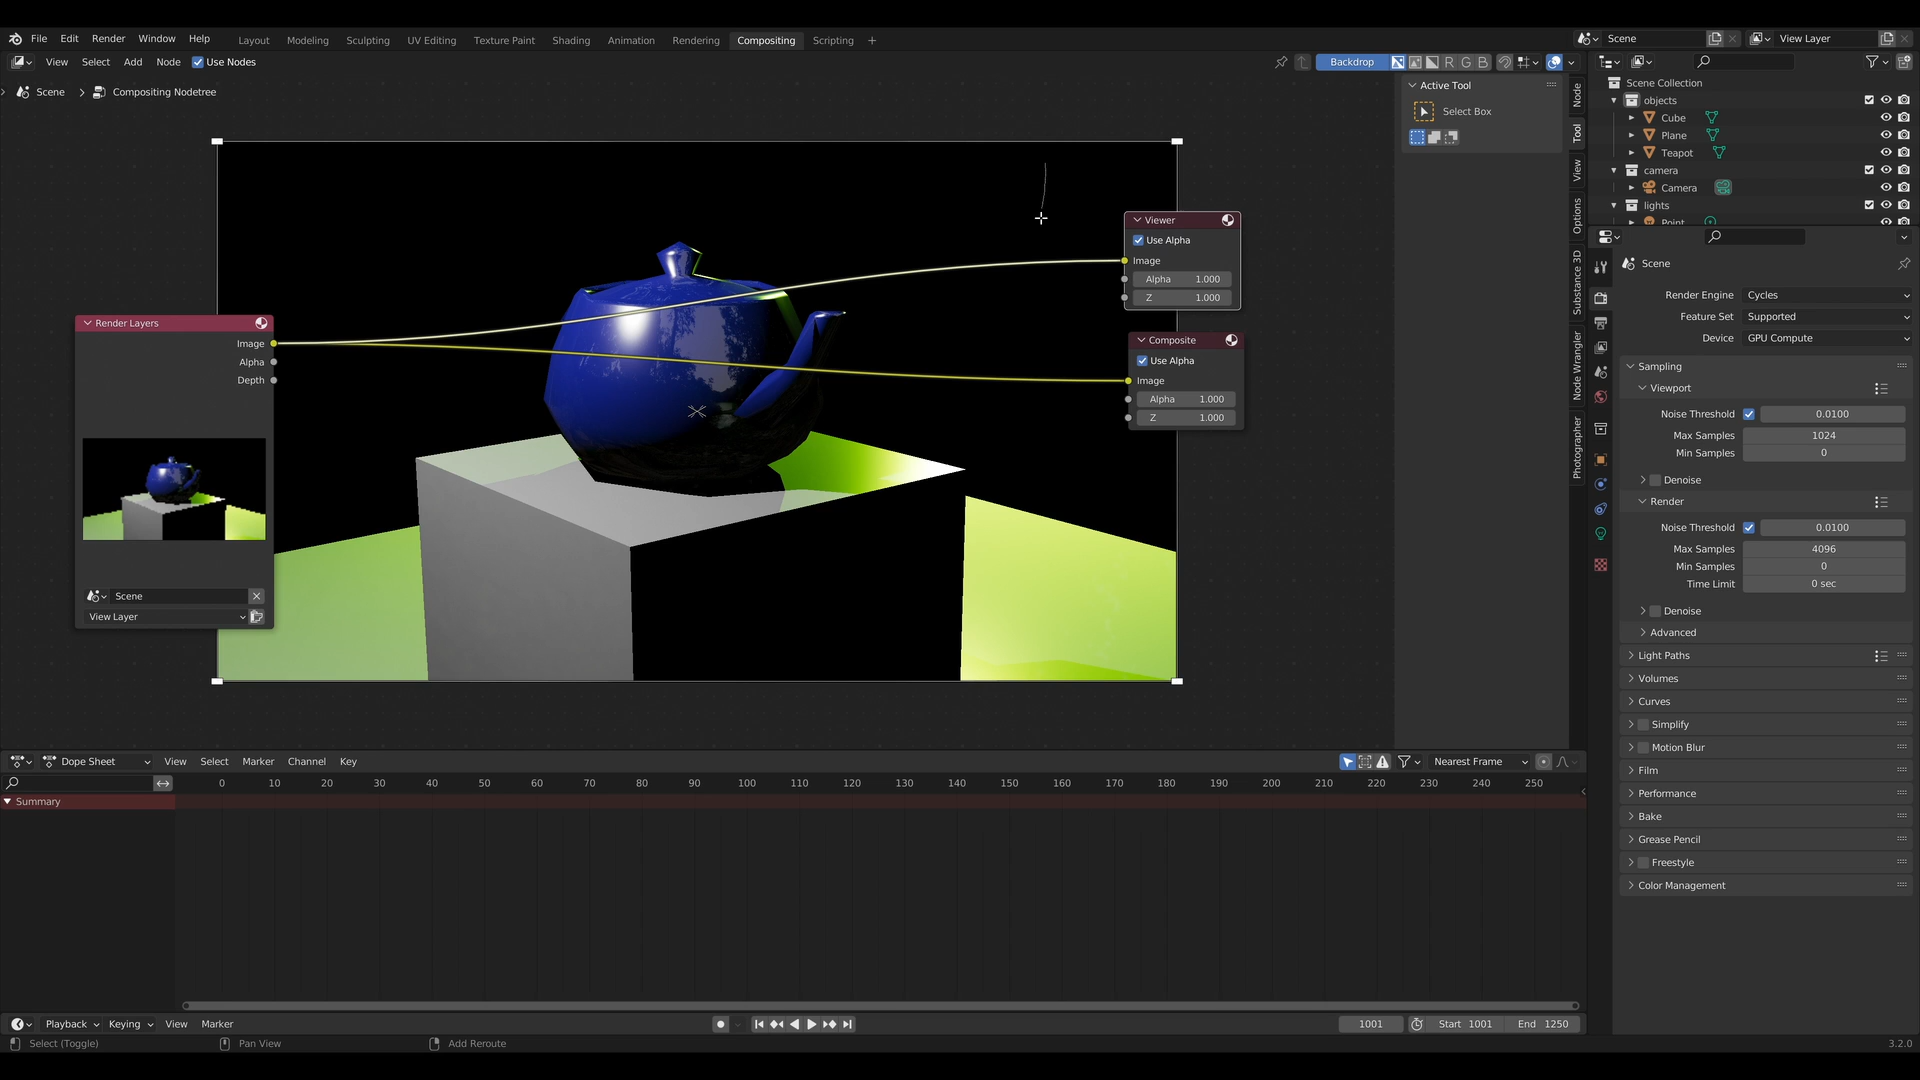 File Edit Render Window Help Layout Modeling Sculpting UV Editing Texture Paint Shading Animation Rendering Compositing Scripting + Scene View Layer
View Select Add Node Use Nodes Backdrop R G B
Scene > Compositing Nodetree
Active Tool
Select Box
Node
Tool
View
Options
Substance 3D
Node Wrangler
Photographer
Scene Collection
objects
Cube
Plane
Teapot
camera
Camera
lights
Point
Viewer
Use Alpha
Image
Alpha 1.000
Z 1.000
Composite
Use Alpha
Image
Alpha 1.000
Z 1.000
Render Layers
Image
Alpha
Depth
Scene
View Layer
Scene
Render Engine Cycles
Feature Set Supported
Device GPU Compute
Sampling
Viewport
Noise Threshold 0.0100
Max Samples 1024
Min Samples 0
Denoise
Render
Noise Threshold 0.0100
Max Samples 4096
Min Samples 0
Time Limit 0 sec
Denoise
Advanced
Light Paths
Volumes
Curves
Simplify
Motion Blur
Film
Performance
Bake
Grease Pencil
Freestyle
Color Management
Dope Sheet View Select Marker Channel Key Nearest Frame
0 10 20 30 40 50 60 70 80 90 100 110 120 130 140 150 160 170 180 190 200 210 220 230 240 250
Summary
Playback Keying View Marker 1001 Start 1001 End 1250
Select (Toggle) Pan View Add Reroute 3.2.0